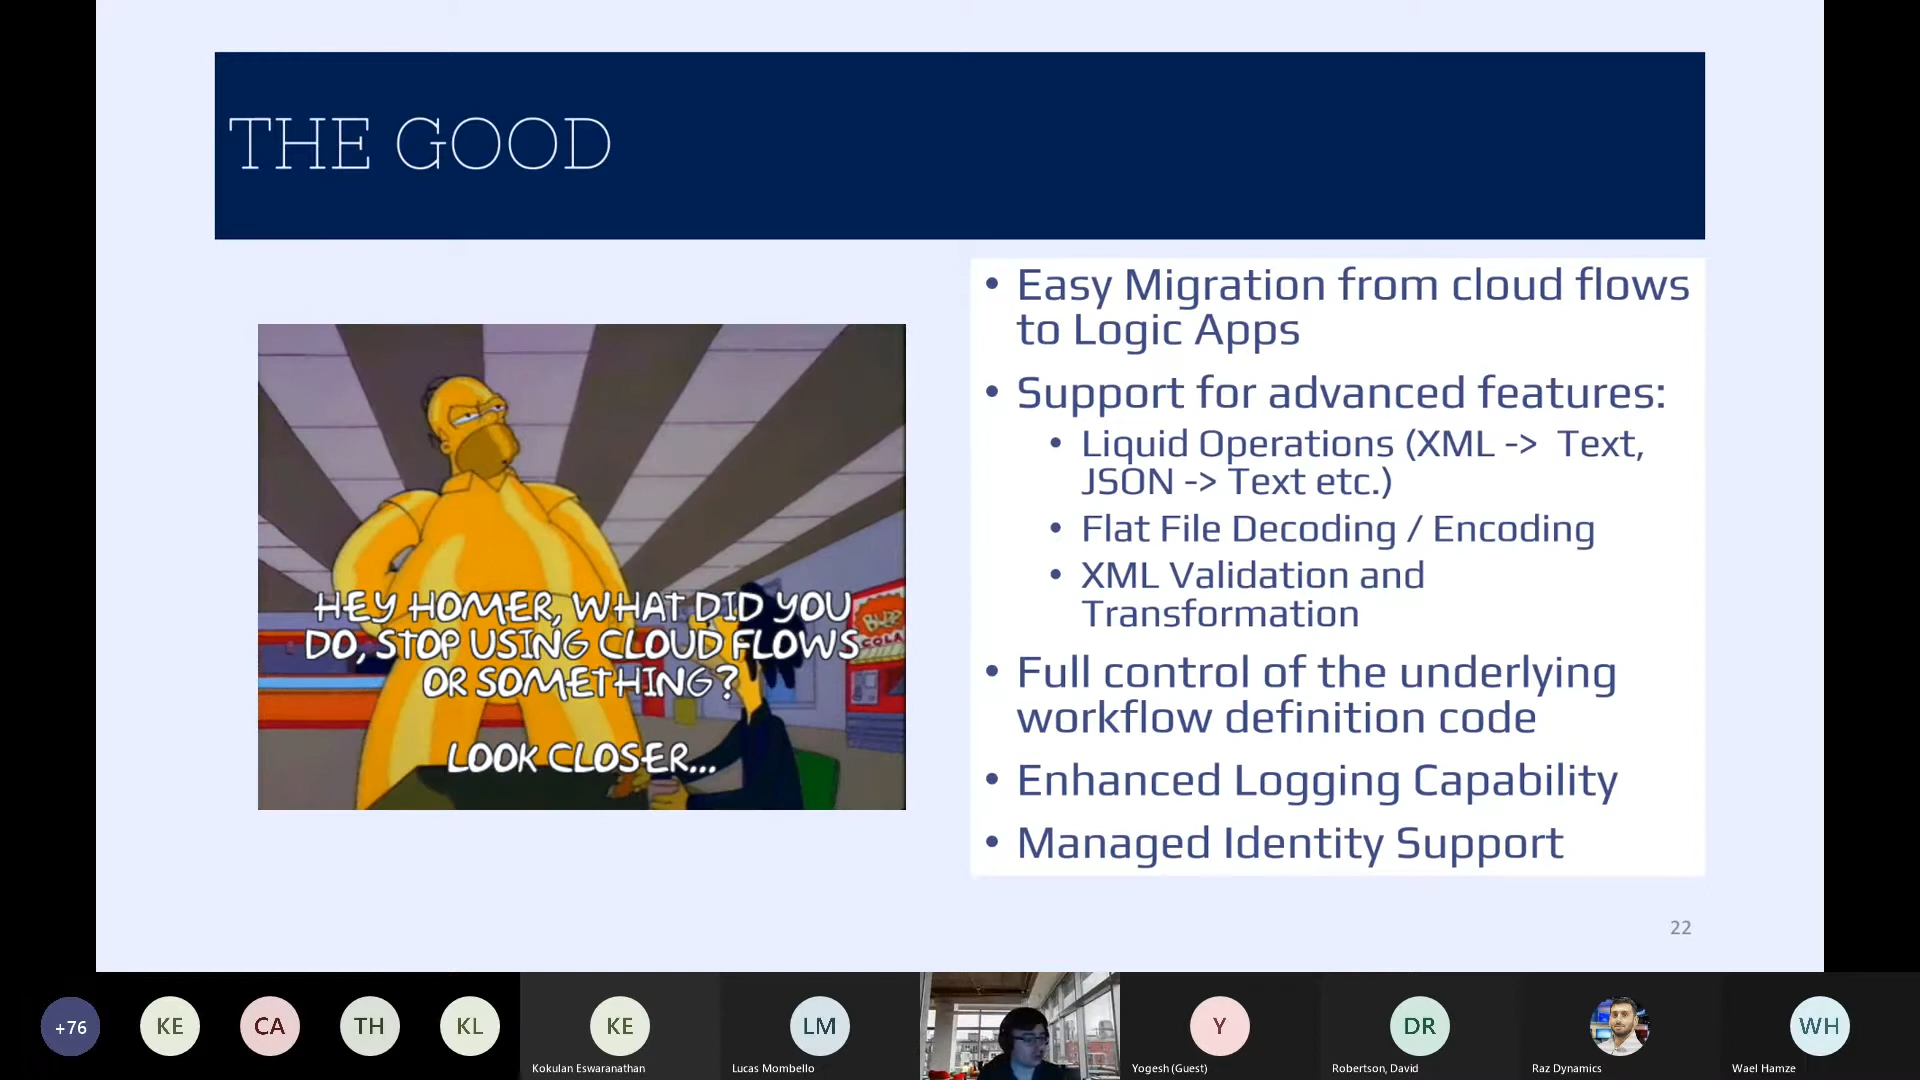 THE GOOD
HEY HOMER, WHAT DID YOU
DO, STOP USING CLOUD FLOWS
OR SOMETHING?
LOOK CLOSER...
BUZZ
COLA
• Easy Migration from cloud flows
to Logic Apps
• Support for advanced features:
• Liquid Operations (XML -> Text,
JSON -> Text etc.)
• Flat File Decoding / Encoding
• XML Validation and
Transformation
• Full control of the underlying
workflow definition code
• Enhanced Logging Capability
• Managed Identity Support
22
+76
KE
CA
TH
KL
KE
Kokulan Eswaranathan
LM
Lucas Mombello
Y
Yogesh (Guest)
DR
Robertson, David
Raz Dynamics
WH
Wael Hamze